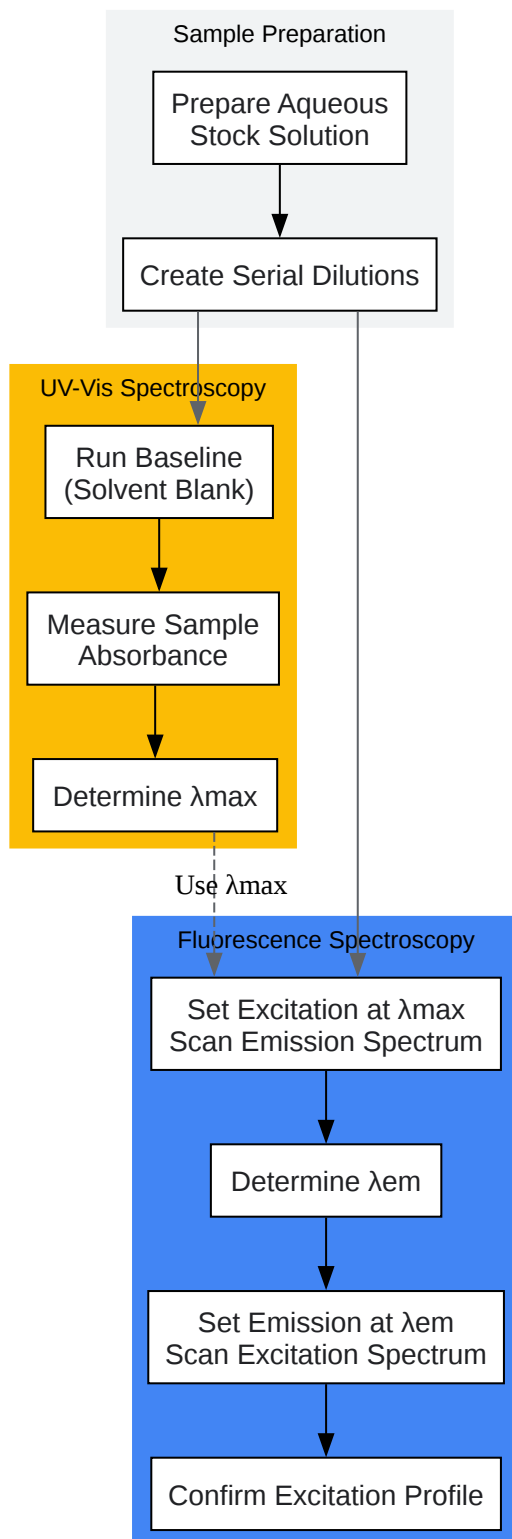 Sample Preparation
Prepare Aqueous
Stock Solution
Create Serial Dilutions
UV-Vis Spectroscopy
Run Baseline
(Solvent Blank)
Measure Sample
Absorbance
Determine λmax
Use λmax
Fluorescence Spectroscopy
Set Excitation at λmax
Scan Emission Spectrum
Determine λem
Set Emission at λem
Scan Excitation Spectrum
Confirm Excitation Profile